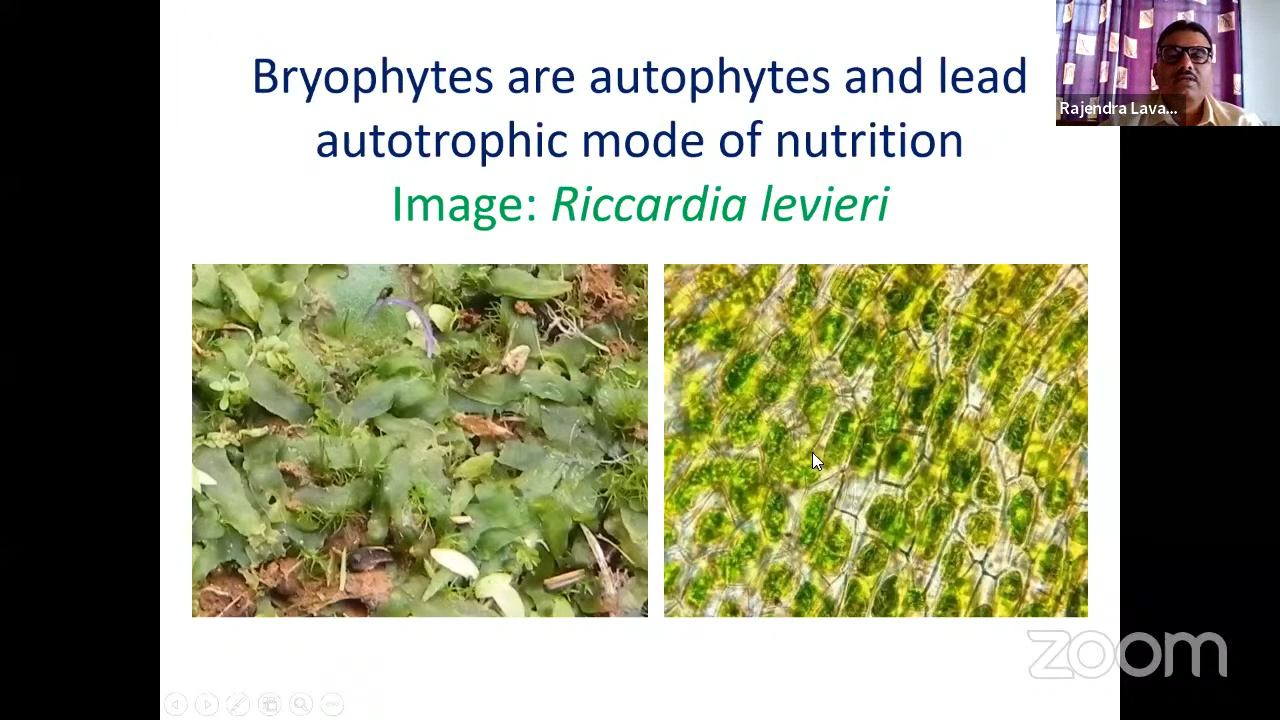 Bryophytes are autophytes and lead
autotrophic mode of nutrition
Image: Riccardia levieri
Rajendra Lava...
zoom